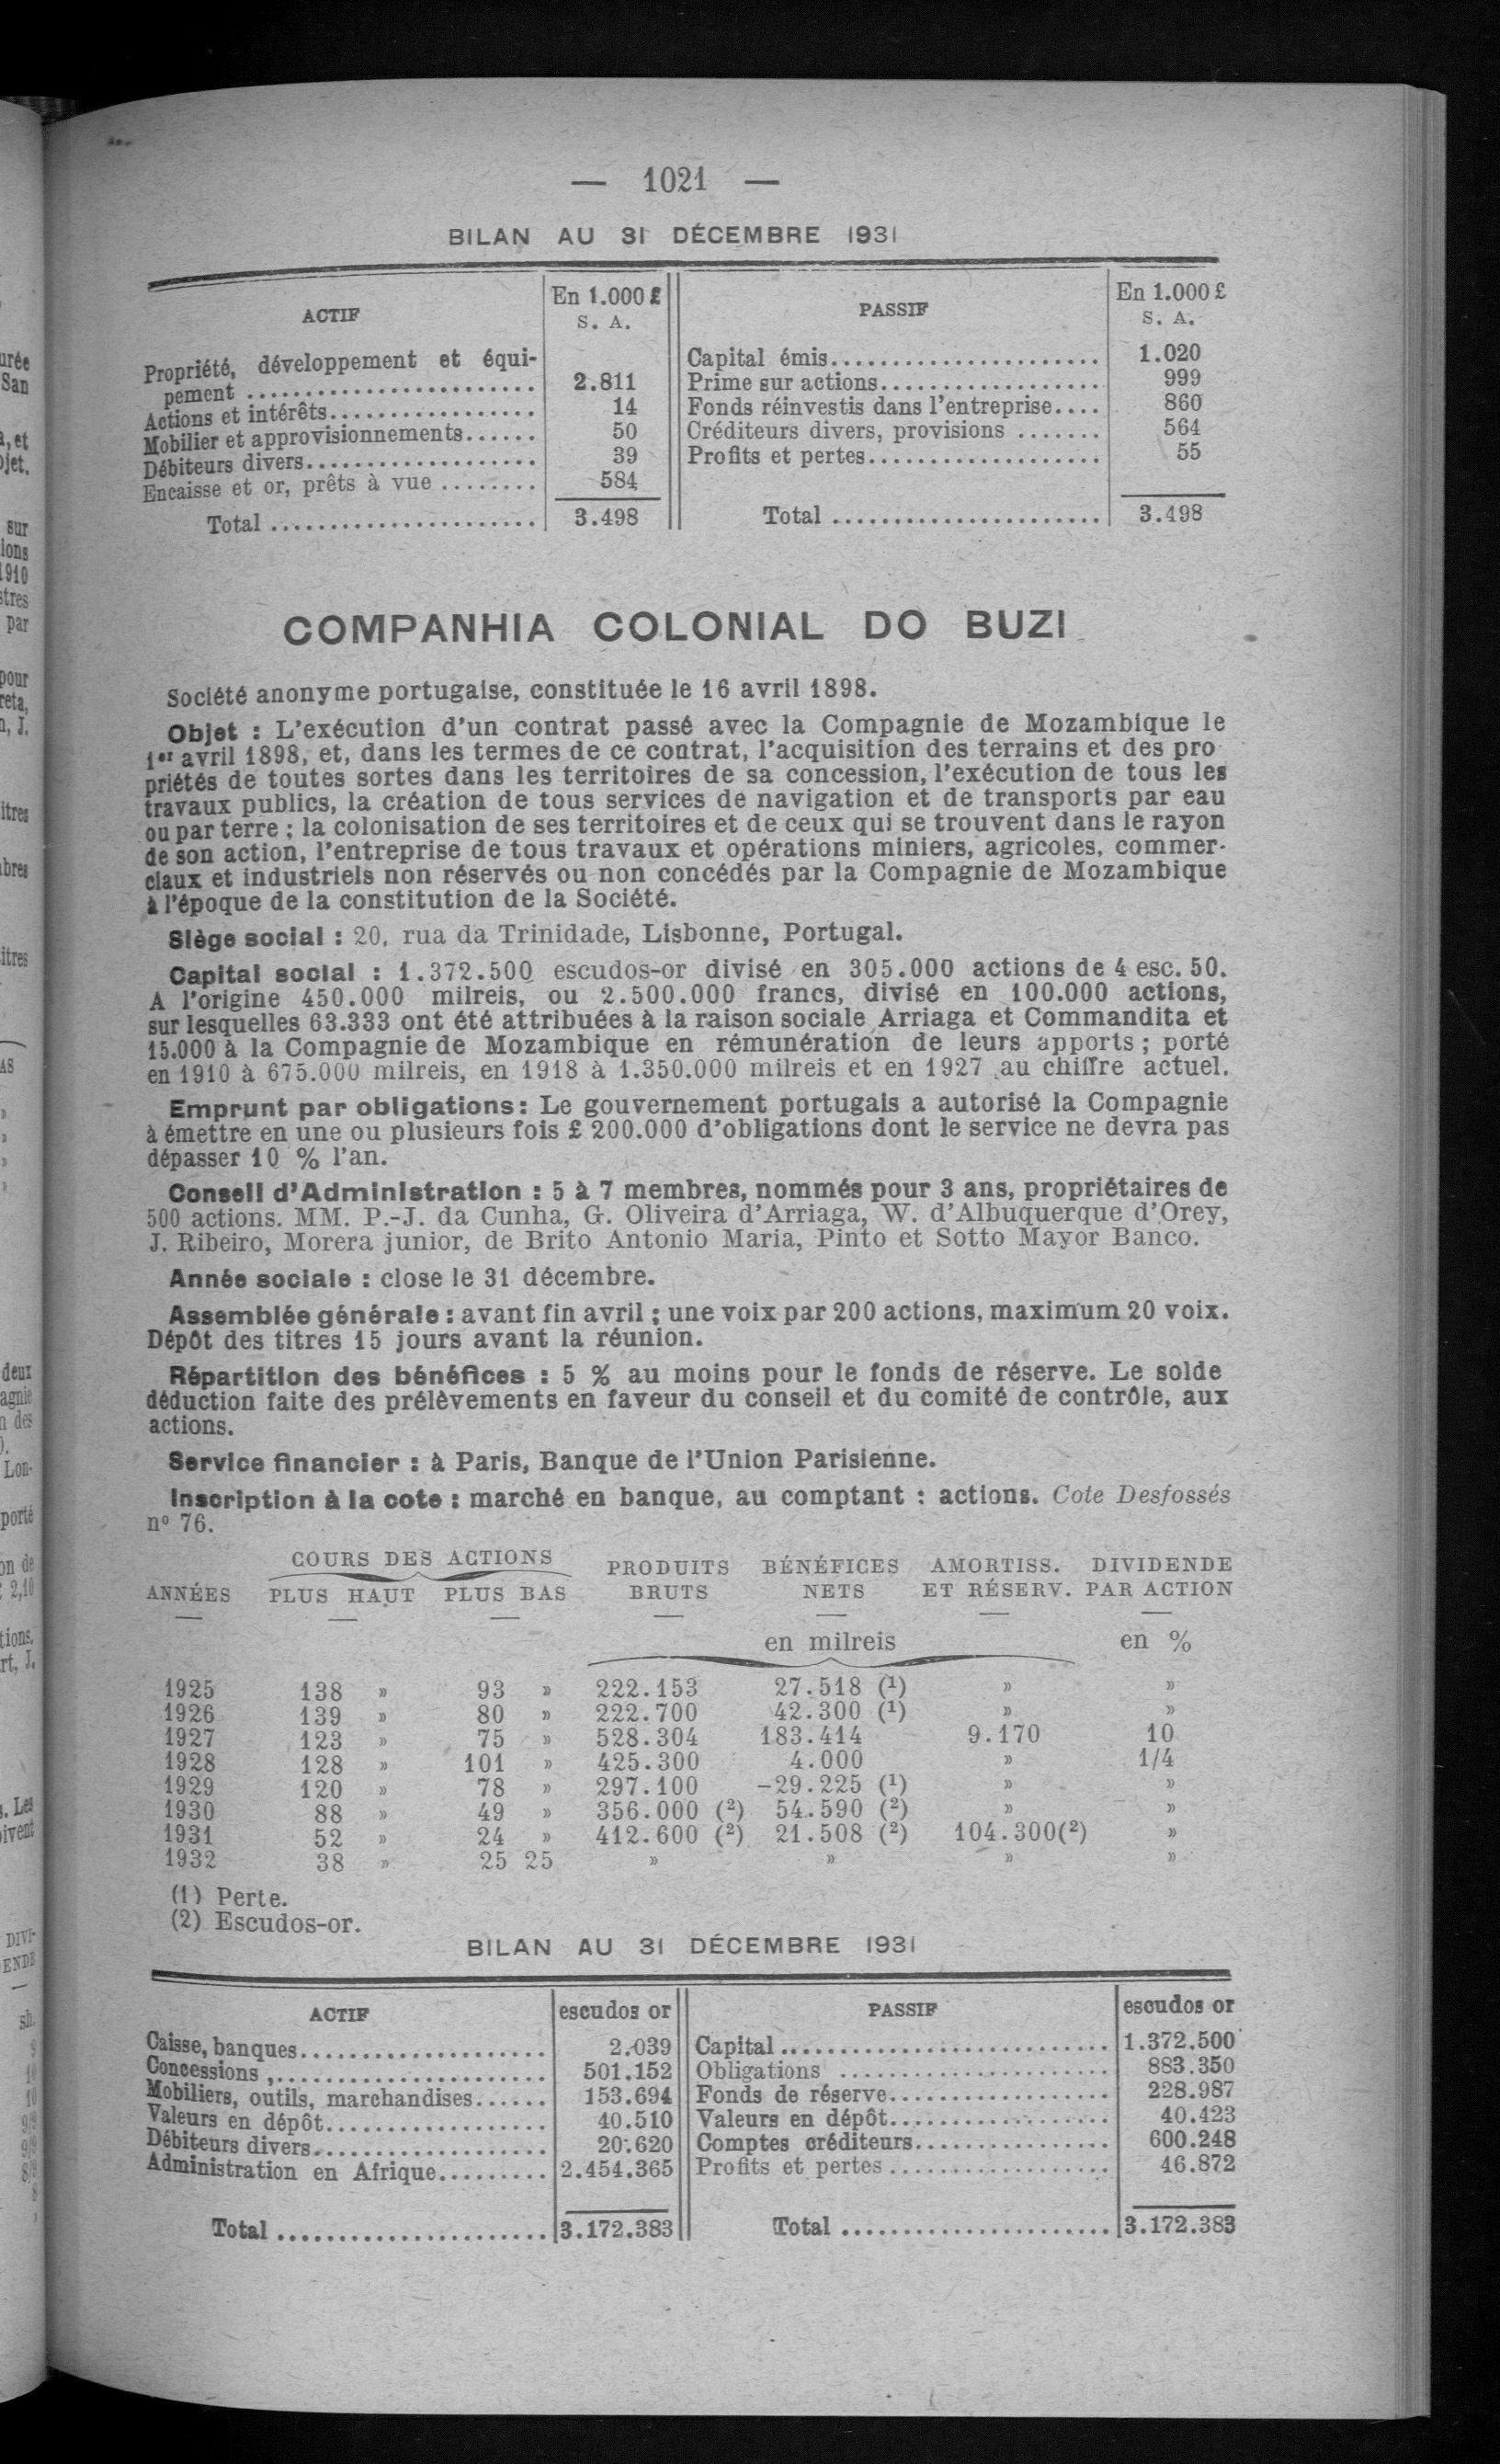 — 1021 —
BILAN AU 31 DÉCEMBRE 1931
ACTIF En 1.000 £ S. A. PASSIF En 1.000 £ S. A.
Propriété, développement et équi- Capital émis...................... 1.020
pement ........................ 2.811 Prime sur actions.................. 999
Actions et intérêts................. 14 Fonds réinvestis dans l'entreprise.... 860
Mobilier et approvisionnements...... 50 Créditeurs divers, provisions ....... 564
Débiteurs divers................... 39 Profits et pertes................... 55
Encaisse et or, prêts à vue ........ 584
Total ...................... 3.498 Total ...................... 3.498
COMPANHIA COLONIAL DO BUZI
Société anonyme portugaise, constituée le 16 avril 1898.
Objet : L'exécution d'un contrat passé avec la Compagnie de Mozambique le
1er avril 1898, et, dans les termes de ce contrat, l'acquisition des terrains et des pro
priétés de toutes sortes dans les territoires de sa concession, l'exécution de tous les
travaux publics, la création de tous services de navigation et de transports par eau
ou par terre ; la colonisation de ses territoires et de ceux qui se trouvent dans le rayon
de son action, l'entreprise de tous travaux et opérations miniers, agricoles, commer-
ciaux et industriels non réservés ou non concédés par la Compagnie de Mozambique
à l'époque de la constitution de la Société.
Siège social : 20, rua da Trinidade, Lisbonne, Portugal.
Capital social : 1.372.500 escudos-or divisé en 305.000 actions de 4 esc. 50.
A l'origine 450.000 milreis, ou 2.500.000 francs, divisé en 100.000 actions,
sur lesquelles 63.333 ont été attribuées à la raison sociale Arriaga et Commandita et
15.000 à la Compagnie de Mozambique en rémunération de leurs apports ; porté
en 1910 à 675.000 milreis, en 1918 à 1.350.000 milreis et en 1927 au chiffre actuel.
Emprunt par obligations : Le gouvernement portugais a autorisé la Compagnie
à émettre en une ou plusieurs fois £ 200.000 d'obligations dont le service ne devra pas
dépasser 10 % l'an.
Conseil d'Administration : 5 à 7 membres, nommés pour 3 ans, propriétaires de
500 actions. MM. P.-J. da Cunha, G. Oliveira d'Arriaga, W. d'Albuquerque d'Orey,
J. Ribeiro, Morera junior, de Brito Antonio Maria, Pinto et Sotto Mayor Banco.
Année sociale : close le 31 décembre.
Assemblée générale : avant fin avril ; une voix par 200 actions, maximum 20 voix.
Dépôt des titres 15 jours avant la réunion.
Répartition des bénéfices : 5 % au moins pour le fonds de réserve. Le solde
déduction faite des prélèvements en faveur du conseil et du comité de contrôle, aux
actions.
Service financier : à Paris, Banque de l'Union Parisienne.
Inscription à la cote : marché en banque, au comptant : actions. Cote Desfossés
no 76.
COURS DES ACTIONS PRODUITS BÉNÉFICES AMORTISS. DIVIDENDE
ANNÉES PLUS HAUT PLUS BAS BRUTS NETS ET RÉSERV. PAR ACTION
en milreis en %
1925 138 » 93 » 222.153 27.518 (1) » »
1926 139 » 80 » 222.700 42.300 (1) » »
1927 123 » 75 » 528.304 183.414 9.170 10
1928 128 » 101 » 425.300 4.000 » 1/4
1929 120 » 78 » 297.100 -29.225 (1) » »
1930 88 » 49 » 356.000 (2) 54.590 (2) » »
1931 52 » 24 » 412.600 (2) 21.508 (2) 104.300(2) »
1932 38 » 25 25 » » » »
(1) Perte.
(2) Escudos-or.
BILAN AU 31 DÉCEMBRE 1931
ACTIF escudos or PASSIF escudos or
Caisse, banques..................... 2.039 Capital ........................... 1.372.500
Concessions ,....................... 501.152 Obligations ....................... 883.350
Mobiliers, outils, marchandises...... 153.694 Fonds de réserve................... 228.987
Valeurs en dépôt................... 40.510 Valeurs en dépôt................... 40.423
Débiteurs divers.................... 20.620 Comptes créditeurs................. 600.248
Administration en Afrique......... 2.454.365 Profits et pertes ................... 46.872
Total ...................... 3.172.383 Total ...................... 3.172.383